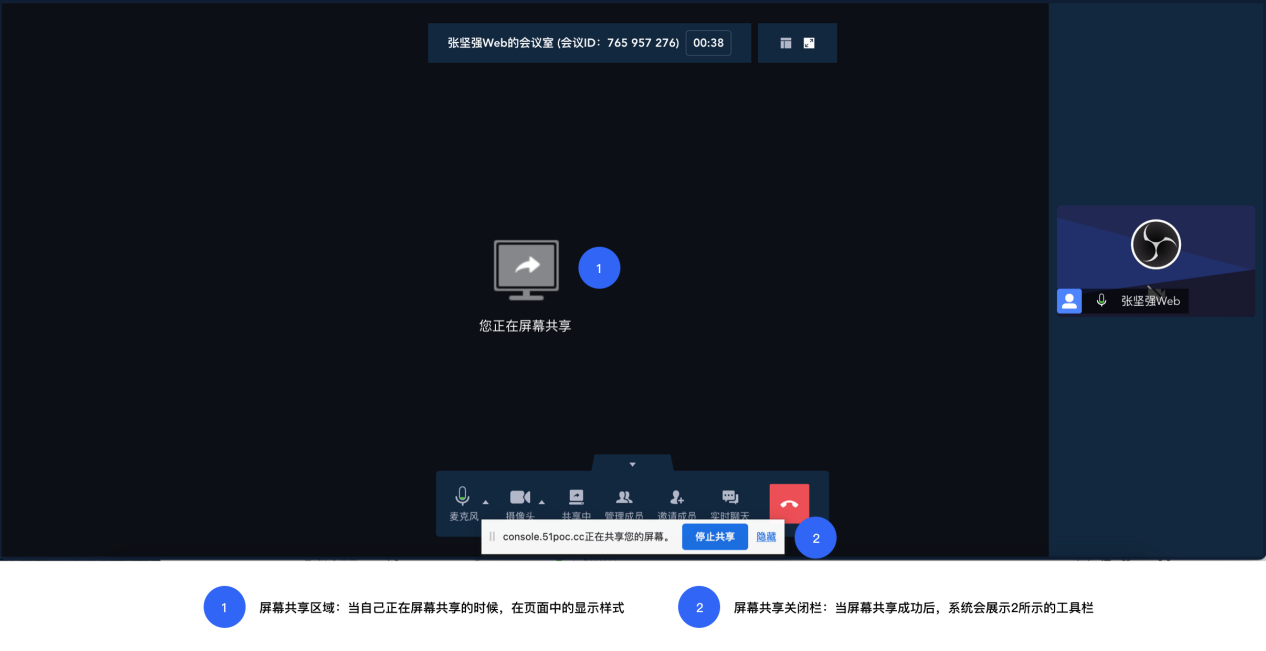 张坚强Web的会议室 (会议ID：765 957 276) 00:38
1
您正在屏幕共享
张坚强Web
麦克风 摄像头 共享中 管理成员 邀请成员 实时聊天
console.51poc.cc正在共享您的屏幕。 停止共享 隐藏
2
1 屏幕共享区域：当自己正在屏幕共享的时候，在页面中的显示样式
2 屏幕共享关闭栏：当屏幕共享成功后，系统会展示2所示的工具栏